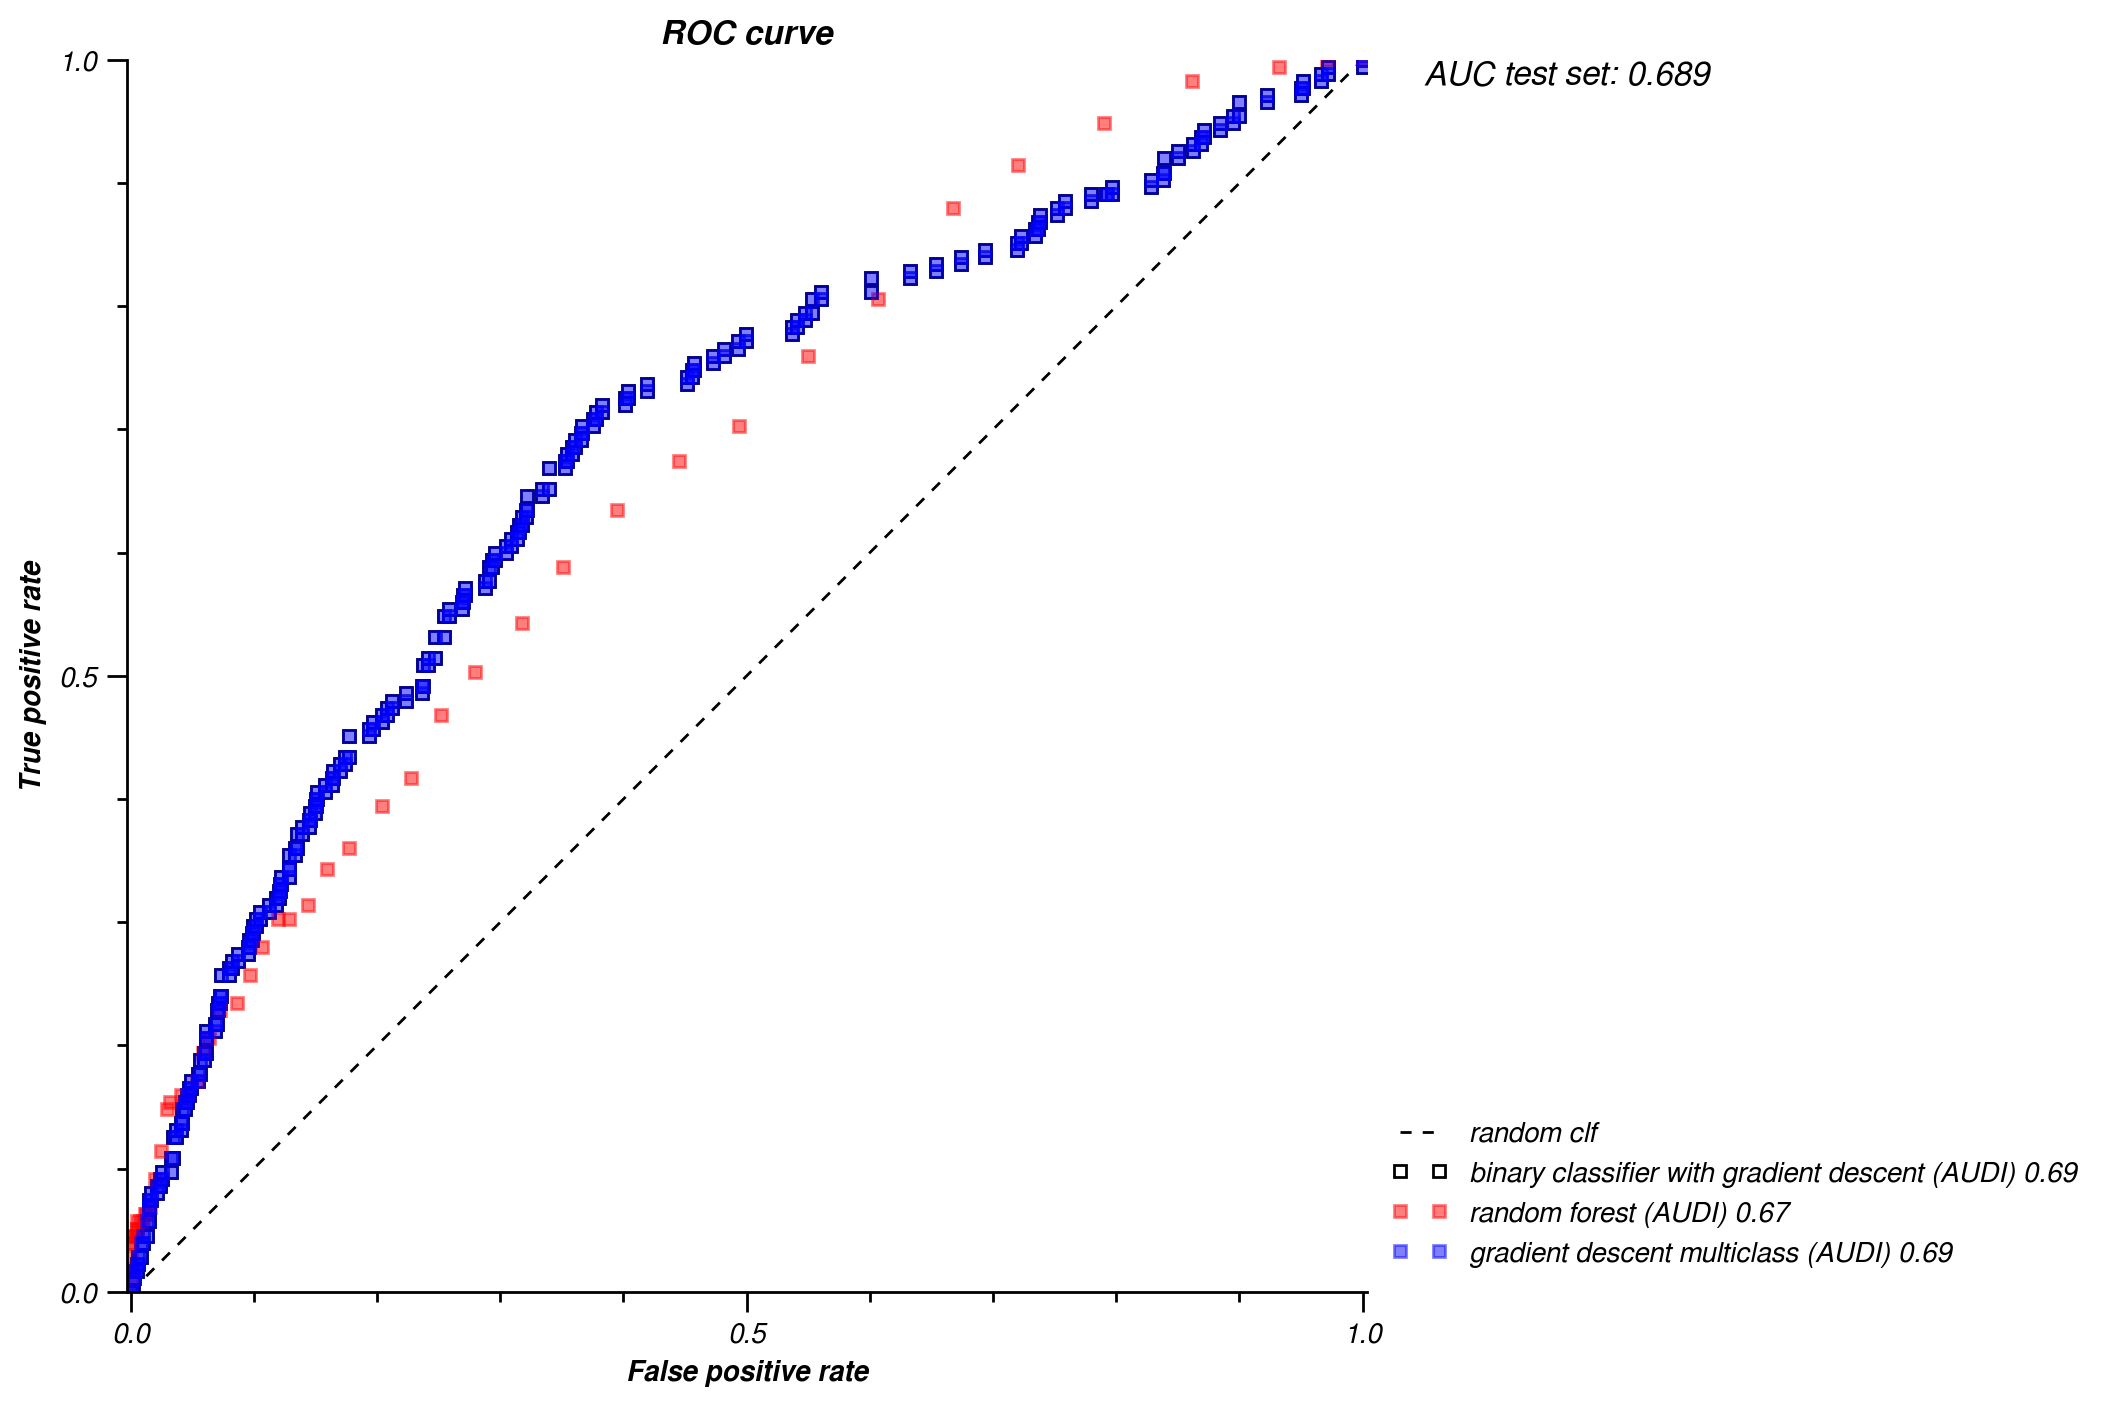 ROC curve
AUC test set: 0.689
1.0
0.5
0.0
True positive rate
0.0
0.5
1.0
False positive rate
random clf
binary classifier with gradient descent (AUDI) 0.69
random forest (AUDI) 0.67
gradient descent multiclass (AUDI) 0.69